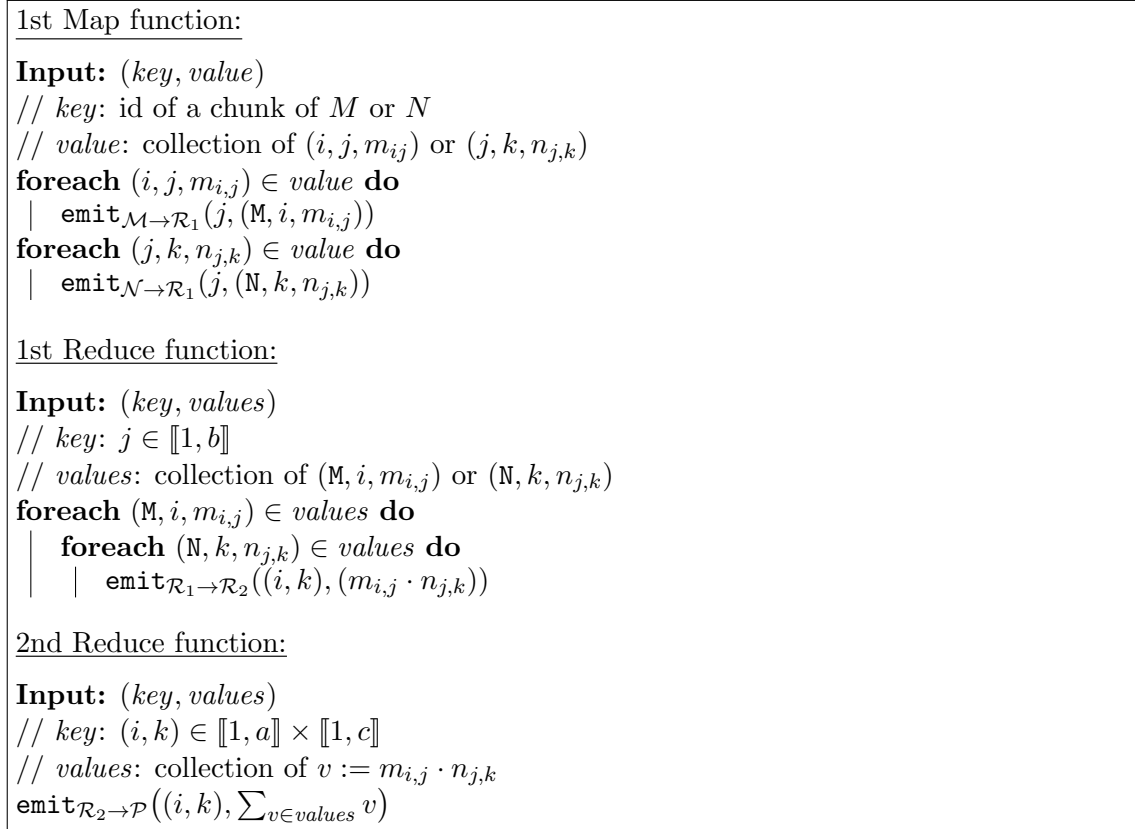 1st Map function:
Input: (key, value)
// key: id of a chunk of M or N
// value: collection of (i, j, m_{ij}) or (j, k, n_{j,k})
foreach (i, j, m_{i,j}) ∈ value do
emit_{ℳ→ℛ_1}(j, (M, i, m_{i,j}))
foreach (j, k, n_{j,k}) ∈ value do
emit_{𝒩→ℛ_1}(j, (N, k, n_{j,k}))
1st Reduce function:
Input: (key, values)
// key: j ∈ ⟦1, b⟧
// values: collection of (M, i, m_{i,j}) or (N, k, n_{j,k})
foreach (M, i, m_{i,j}) ∈ values do
foreach (N, k, n_{j,k}) ∈ values do
emit_{ℛ_1→ℛ_2}((i, k), (m_{i,j} · n_{j,k}))
2nd Reduce function:
Input: (key, values)
// key: (i, k) ∈ ⟦1, a⟧ × ⟦1, c⟧
// values: collection of v := m_{i,j} · n_{j,k}
emit_{ℛ_2→𝒫}((i, k), ∑_{v∈values} v)